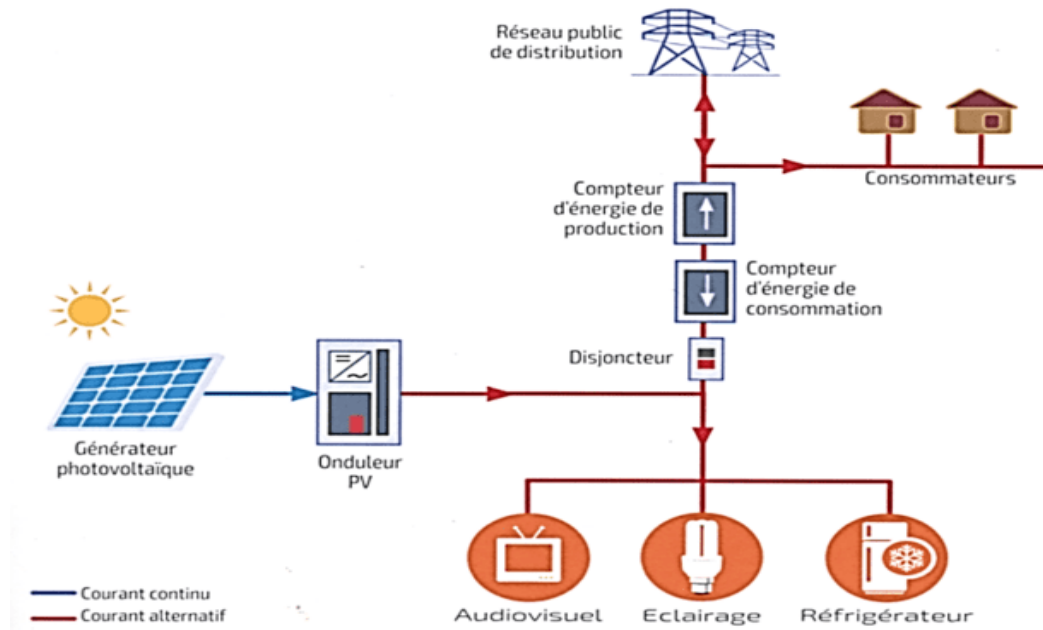 Réseau public
de distribution
Consommateurs
Compteur
d'énergie de
production
Compteur
d'énergie de
consommation
Disjoncteur
Générateur
photovoltaïque
Onduleur
PV
Courant continu
Courant alternatif
Audiovisuel
Eclairage
Réfrigérateur